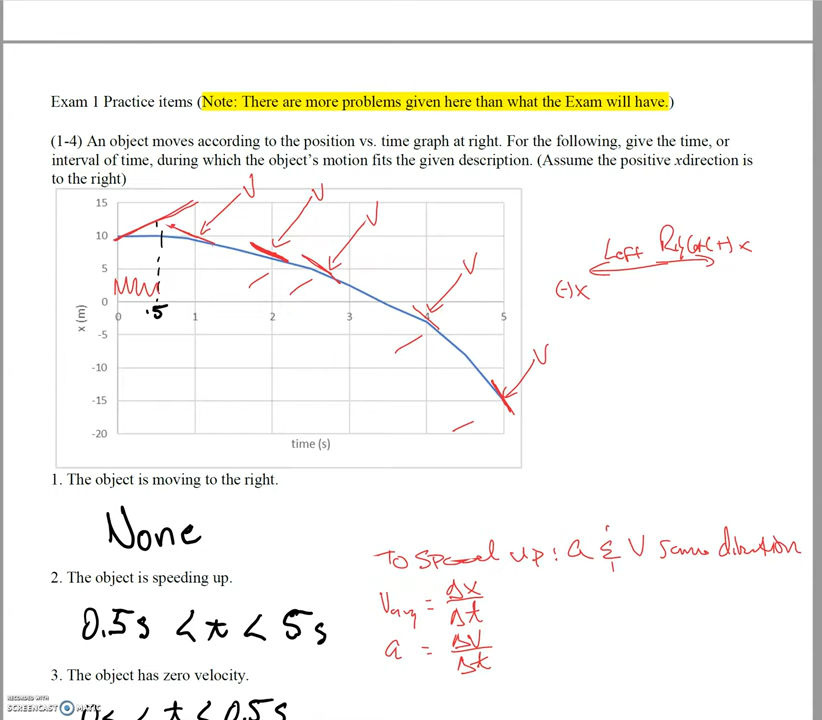 Exam 1 Practice items (Note: There are more problems given here than what the Exam will have.)
(1-4) An object moves according to the position vs. time graph at right. For the following, give the time, or
interval of time, during which the object's motion fits the given description. (Assume the positive xdirection is
to the right)
15
10
5
0
-5
-10
-15
-20
x (m)
0 1 2 3 4 5
.5
time (s)
V
V
V
V
V
Left Right (+) x
(-) x
1. The object is moving to the right.
None
To speed up: a & V same direction
2. The object is speeding up.
Vavg = Δx/Δt
0.5s < t < 5s
a = ΔV/Δt
3. The object has zero velocity.
0s < t < 0.5s
RECORDED WITH
SCREENCAST MATIC